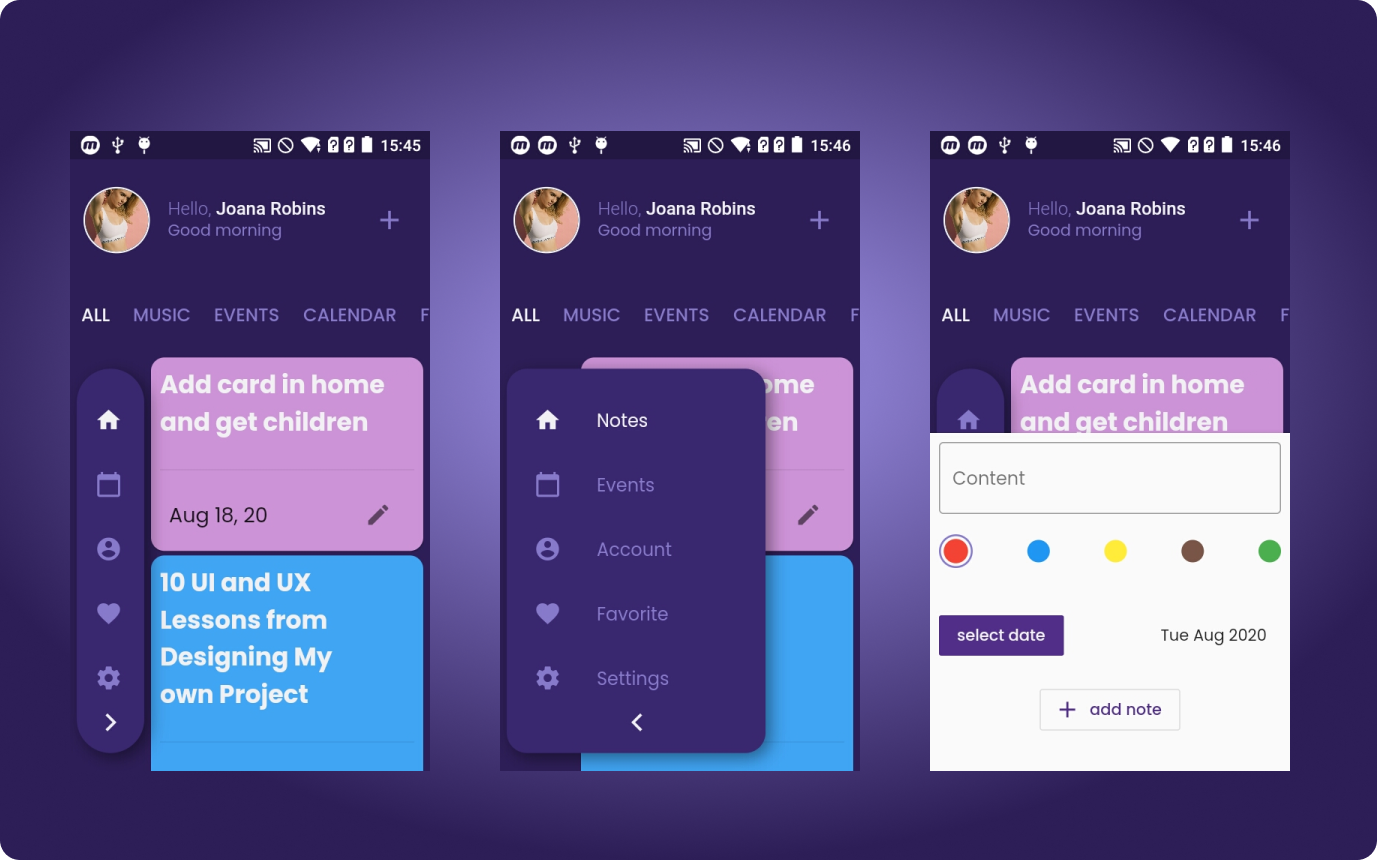 15:45
Hello, Joana Robins
Good morning
ALL MUSIC EVENTS CALENDAR F
Add card in home
and get children
Aug 18, 20
10 UI and UX
Lessons from
Designing My
own Project
15:46
Hello, Joana Robins
Good morning
ALL MUSIC EVENTS CALENDAR F
ome
en
Notes
Events
Account
Favorite
Settings
15:46
Hello, Joana Robins
Good morning
ALL MUSIC EVENTS CALENDAR F
Add card in home
and get children
Content
select date Tue Aug 2020
+ add note